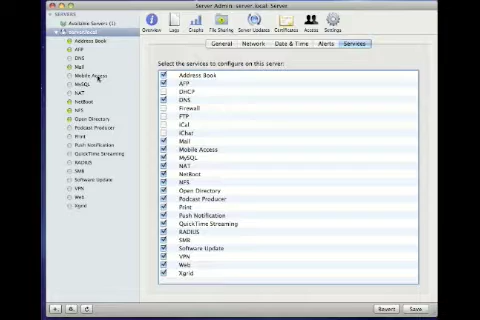 Server Admin: server.local: Server
SERVERS
Available Servers (1)
server.local
Address Book
AFP
DNS
Mail
Mobile Access
MySQL
NAT
NetBoot
NFS
Open Directory
Podcast Producer
Print
Push Notification
QuickTime Streaming
RADIUS
SMB
Software Update
VPN
Web
Xgrid
Overview Logs Graphs File Sharing Server Updates Certificates Access Settings
General Network Date & Time Alerts Services
Select the services to configure on this server:
Address Book
AFP
DHCP
DNS
Firewall
FTP
iCal
iChat
Mail
Mobile Access
MySQL
NAT
NetBoot
NFS
Open Directory
Podcast Producer
Print
Push Notification
QuickTime Streaming
RADIUS
SMB
Software Update
VPN
Web
Xgrid
Revert Save